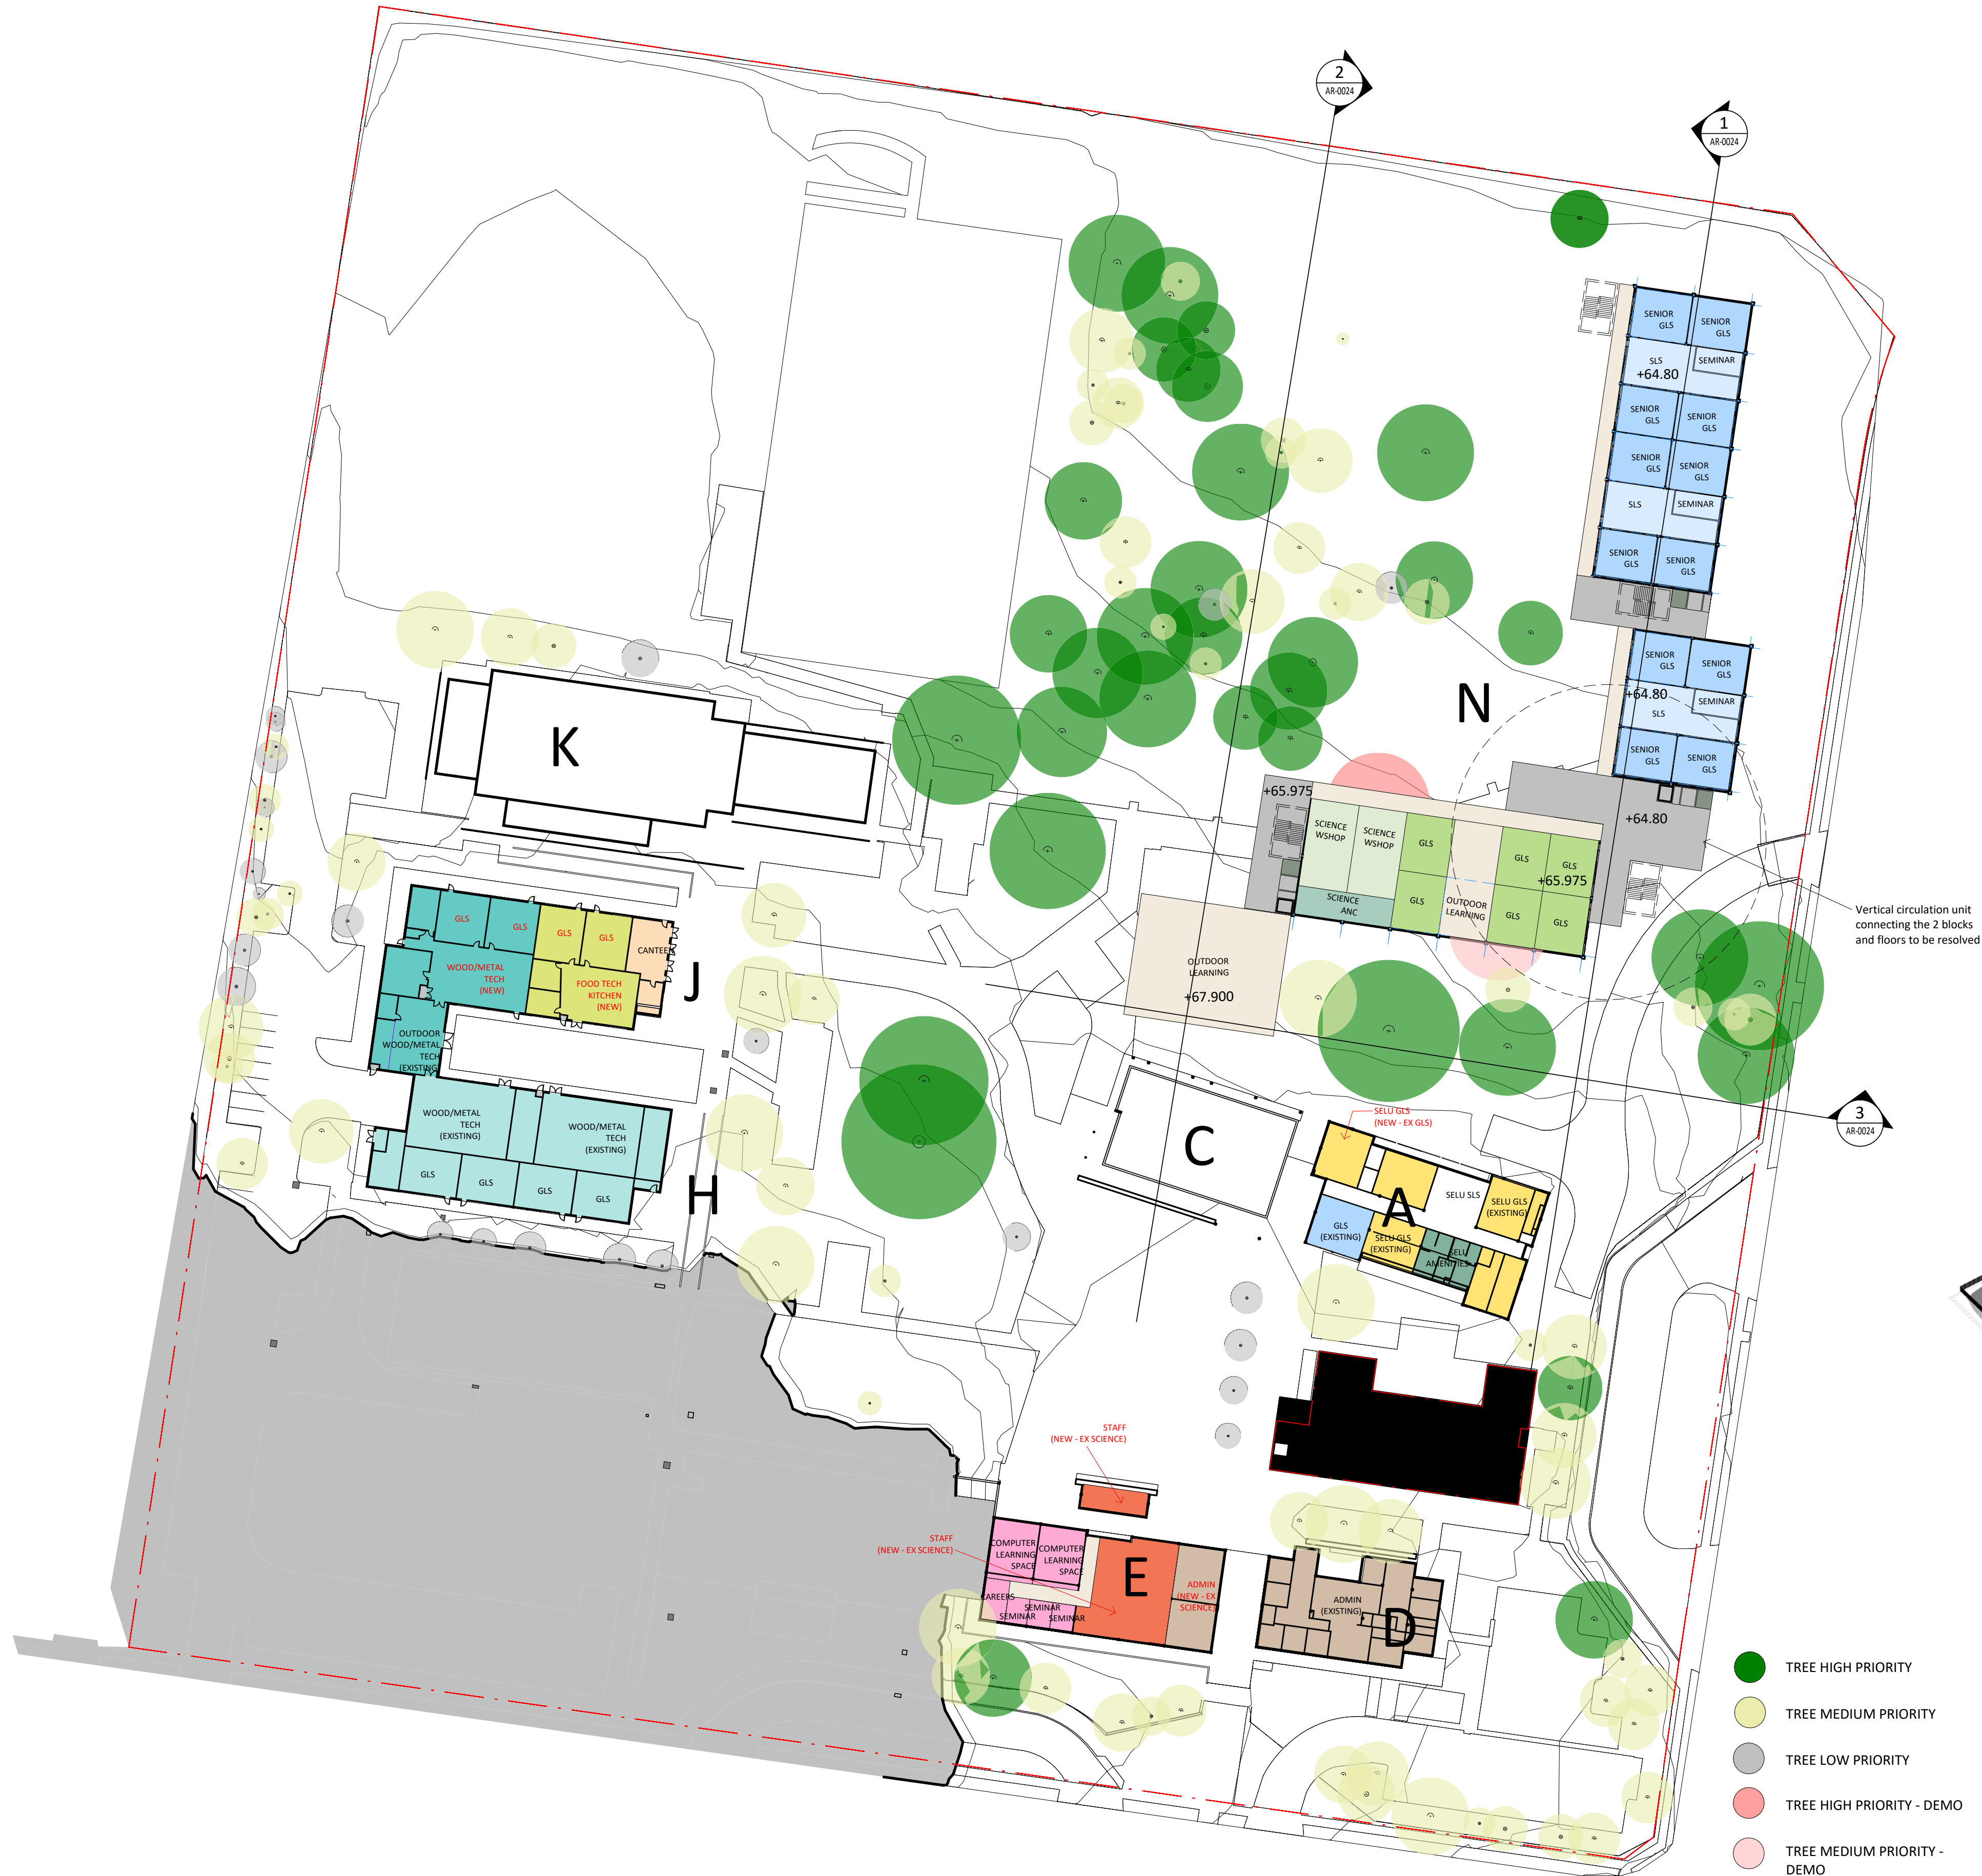 2
AR-0024
1
AR-0024
SENIOR
GLS
SENIOR
GLS
SLS
+64.80
SEMINAR
SENIOR
GLS
SENIOR
GLS
SENIOR
GLS
SENIOR
GLS
SLS
SEMINAR
SENIOR
GLS
SENIOR
GLS
SENIOR
GLS
SENIOR
GLS
+64.80
SLS
SEMINAR
SENIOR
GLS
SENIOR
GLS
N
K
+65.975
+64.80
SCIENCE
WSHOP
SCIENCE
WSHOP
GLS
GLS
GLS
+65.975
SCIENCE
ANC
GLS
OUTDOOR
LEARNING
GLS
GLS
Vertical circulation unit
connecting the 2 blocks
and floors to be resolved
OUTDOOR
LEARNING
+67.900
GLS
GLS
GLS
GLS
CANTEEN
WOOD/METAL
TECH
(NEW)
FOOD TECH
KITCHEN
(NEW)
J
OUTDOOR
WOOD/METAL
TECH
(EXISTING
WOOD/METAL
TECH
(EXISTING)
WOOD/METAL
TECH
(EXISTING)
GLS
GLS
GLS
GLS
H
3
AR-0024
C
SELU GLS
(NEW - EX GLS)
A
SELU SLS
SELU GLS
(EXISTING)
GLS
(EXISTING)
SELU GLS
(EXISTING)
SELU
AMENITIES
STAFF
(NEW - EX SCIENCE)
STAFF
(NEW - EX SCIENCE)
COMPUTER
LEARNING
SPACE
COMPUTER
LEARNING
SPACE
E
ADMIN
(NEW - EX
SCIENCE)
CAREERS
SEMINAR
SEMINAR
SEMINAR
ADMIN
(EXISTING)
D
TREE HIGH PRIORITY
TREE MEDIUM PRIORITY
TREE LOW PRIORITY
TREE HIGH PRIORITY - DEMO
TREE MEDIUM PRIORITY -
DEMO